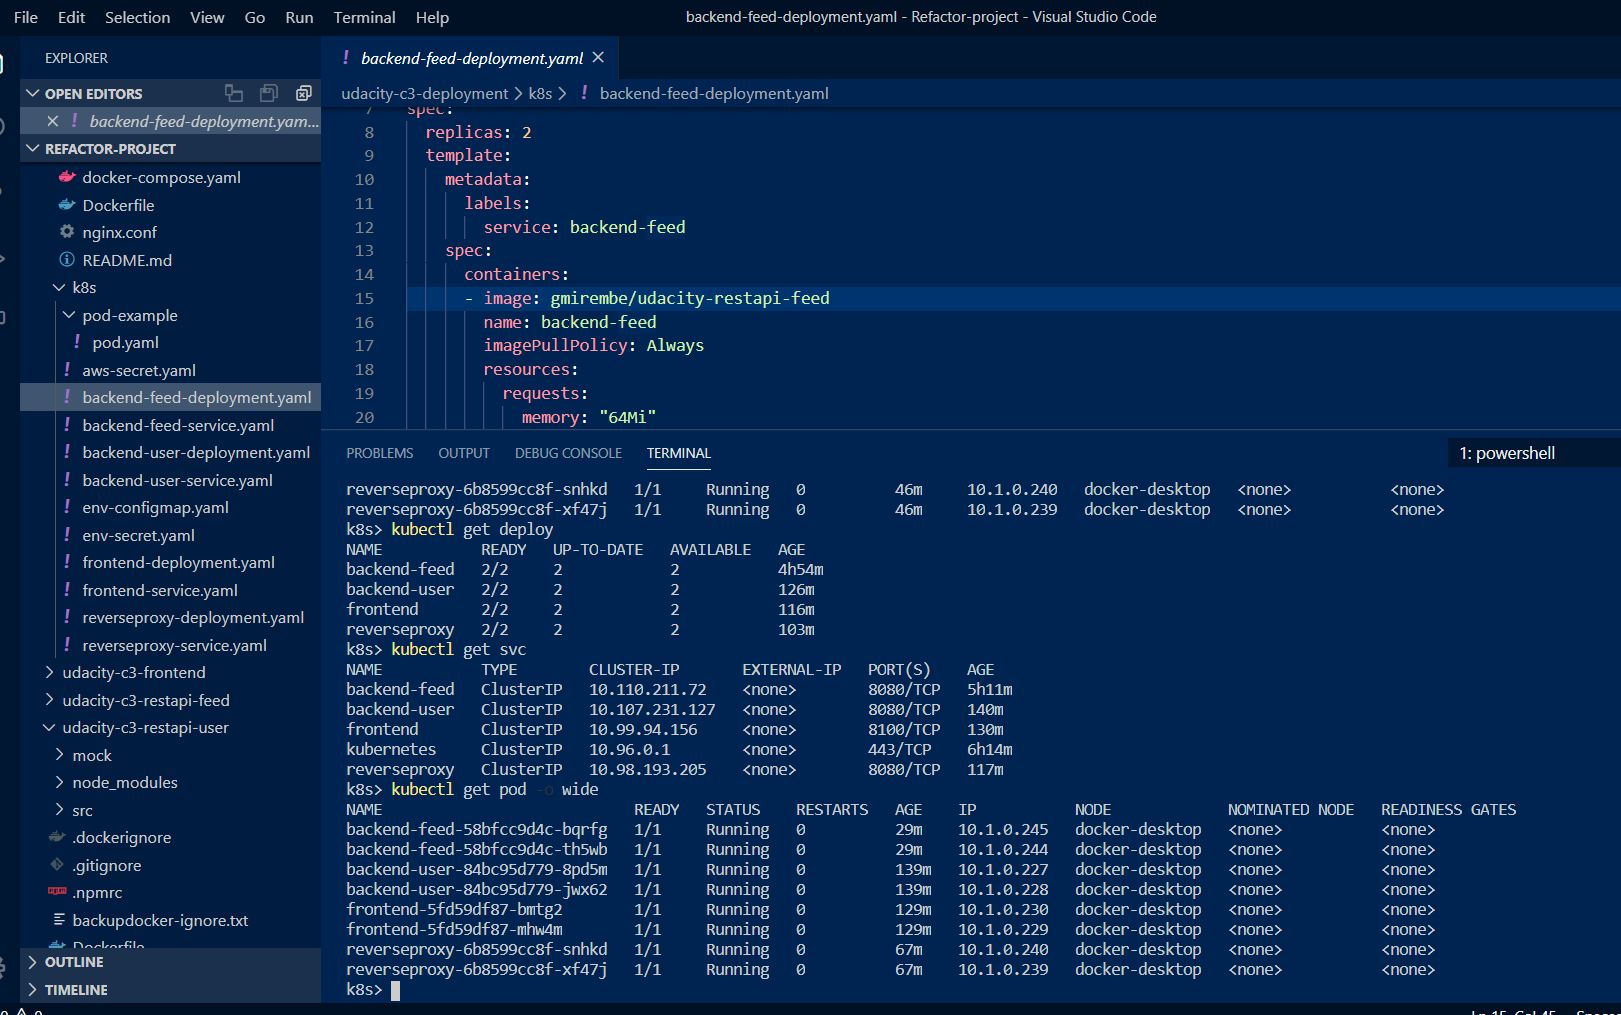 File Edit Selection View Go Run Terminal Help
backend-feed-deployment.yaml - Refactor-project - Visual Studio Code
EXPLORER
OPEN EDITORS
backend-feed-deployment.yam...
REFACTOR-PROJECT
docker-compose.yaml
Dockerfile
nginx.conf
README.md
k8s
pod-example
pod.yaml
aws-secret.yaml
backend-feed-deployment.yaml
backend-feed-service.yaml
backend-user-deployment.yaml
backend-user-service.yaml
env-configmap.yaml
env-secret.yaml
frontend-deployment.yaml
frontend-service.yaml
reverseproxy-deployment.yaml
reverseproxy-service.yaml
udacity-c3-frontend
udacity-c3-restapi-feed
udacity-c3-restapi-user
mock
node_modules
src
.dockerignore
.gitignore
.npmrc
backupdocker-ignore.txt
Dockerfile
OUTLINE
TIMELINE
! backend-feed-deployment.yaml
udacity-c3-deployment > k8s > ! backend-feed-deployment.yaml
7 spec:
8 replicas: 2
9 template:
10 metadata:
11 labels:
12 service: backend-feed
13 spec:
14 containers:
15 - image: gmirembe/udacity-restapi-feed
16 name: backend-feed
17 imagePullPolicy: Always
18 resources:
19 requests:
20 memory: "64Mi"
PROBLEMS OUTPUT DEBUG CONSOLE TERMINAL
1: powershell
reverseproxy-6b8599cc8f-snhkd 1/1 Running 0 46m 10.1.0.240 docker-desktop <none> <none>
reverseproxy-6b8599cc8f-xf47j 1/1 Running 0 46m 10.1.0.239 docker-desktop <none> <none>
k8s> kubectl get deploy
NAME READY UP-TO-DATE AVAILABLE AGE
backend-feed 2/2 2 2 4h54m
backend-user 2/2 2 2 126m
frontend 2/2 2 2 116m
reverseproxy 2/2 2 2 103m
k8s> kubectl get svc
NAME TYPE CLUSTER-IP EXTERNAL-IP PORT(S) AGE
backend-feed ClusterIP 10.110.211.72 <none> 8080/TCP 5h11m
backend-user ClusterIP 10.107.231.127 <none> 8080/TCP 140m
frontend ClusterIP 10.99.94.156 <none> 8100/TCP 130m
kubernetes ClusterIP 10.96.0.1 <none> 443/TCP 6h14m
reverseproxy ClusterIP 10.98.193.205 <none> 8080/TCP 117m
k8s> kubectl get pod -o wide
NAME READY STATUS RESTARTS AGE IP NODE NOMINATED NODE READINESS GATES
backend-feed-58bfcc9d4c-bqrfg 1/1 Running 0 29m 10.1.0.245 docker-desktop <none> <none>
backend-feed-58bfcc9d4c-th5wb 1/1 Running 0 29m 10.1.0.244 docker-desktop <none> <none>
backend-user-84bc95d779-8pd5m 1/1 Running 0 139m 10.1.0.227 docker-desktop <none> <none>
backend-user-84bc95d779-jwx62 1/1 Running 0 139m 10.1.0.228 docker-desktop <none> <none>
frontend-5fd59df87-bmtg2 1/1 Running 0 129m 10.1.0.230 docker-desktop <none> <none>
frontend-5fd59df87-mhw4m 1/1 Running 0 129m 10.1.0.229 docker-desktop <none> <none>
reverseproxy-6b8599cc8f-snhkd 1/1 Running 0 67m 10.1.0.240 docker-desktop <none> <none>
reverseproxy-6b8599cc8f-xf47j 1/1 Running 0 67m 10.1.0.239 docker-desktop <none> <none>
k8s>